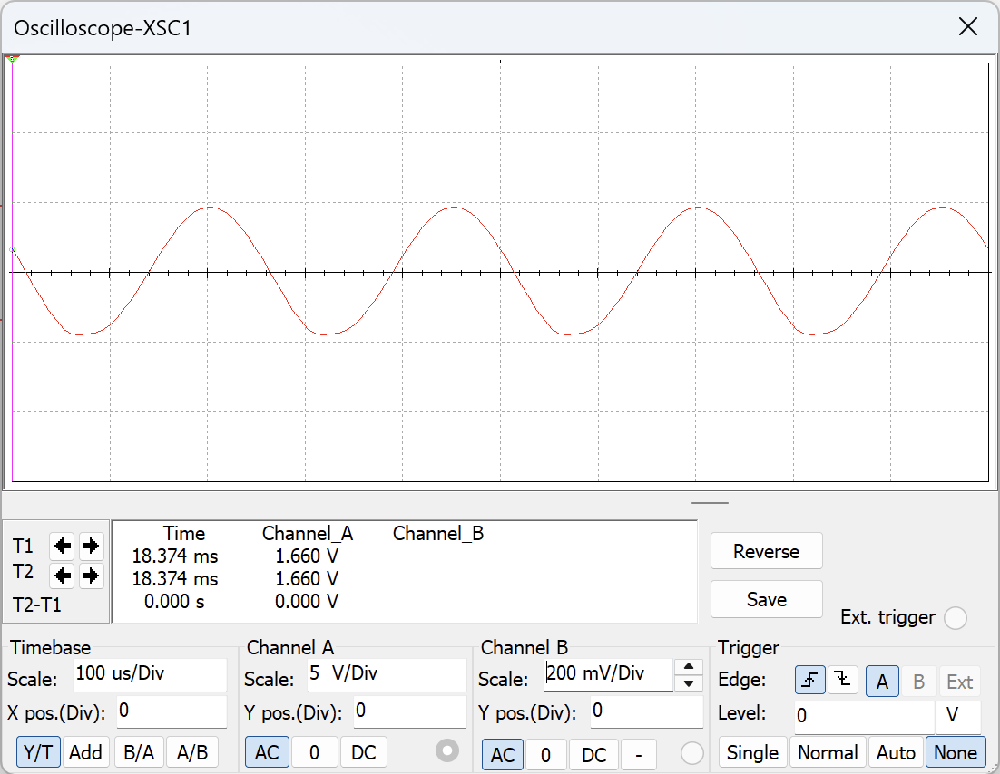 Oscilloscope-XSC1
Time Channel_A Channel_B
T1 18.374 ms 1.660 V
T2 18.374 ms 1.660 V
T2-T1 0.000 s 0.000 V
Reverse
Save
Ext. trigger
Timebase
Scale: 100 us/Div
X pos.(Div): 0
Y/T Add B/A A/B
Channel A
Scale: 5 V/Div
Y pos.(Div): 0
AC 0 DC
Channel B
Scale: 200 mV/Div
Y pos.(Div): 0
AC 0 DC -
Trigger
Edge: A B Ext
Level: 0 V
Single Normal Auto None